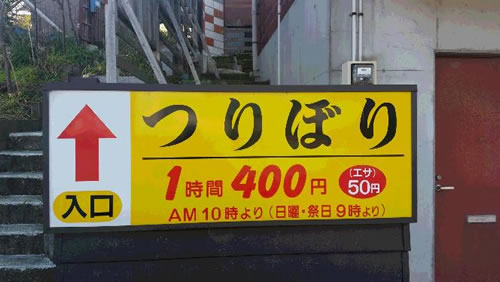 つりぼり
1時間 400円
(エサ)
50円
AM10時より(日曜・祭日9時より)
入口